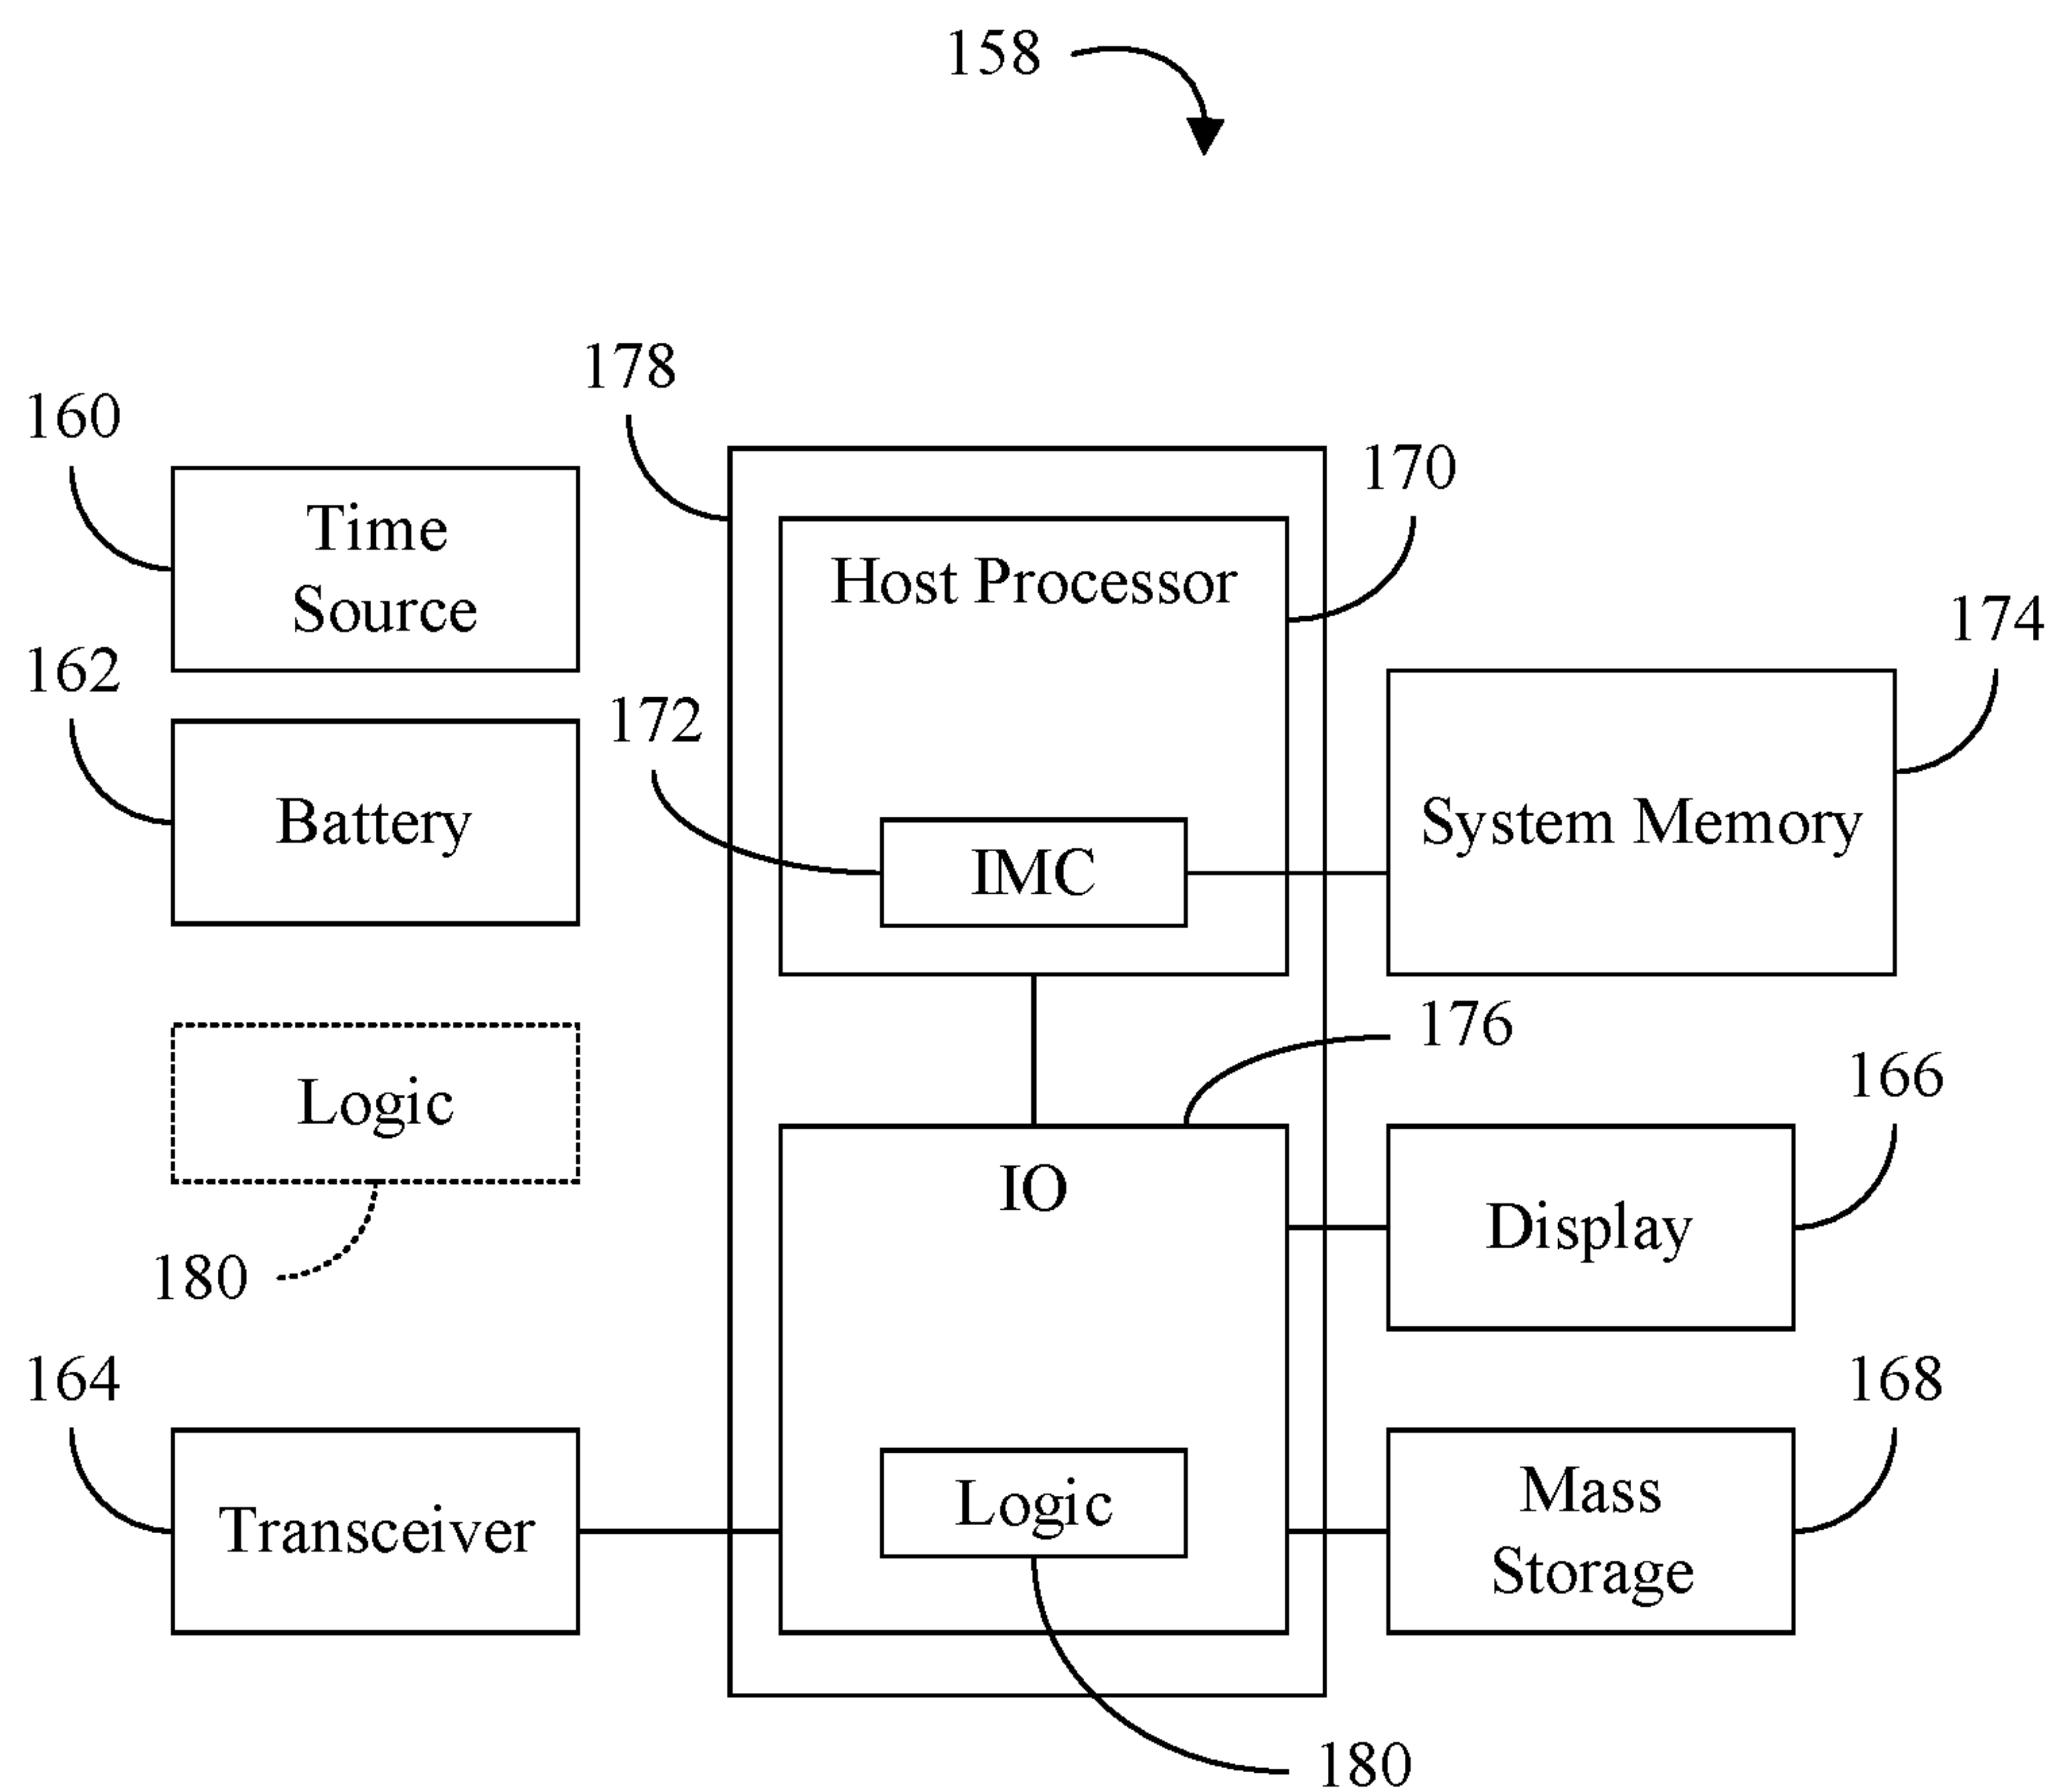 158
178
160
170
Time
Source
Host Processor
174
162
172
Battery
System Memory
IMC
176
166
Logic
IO
Display
180
164
168
Transceiver
Logic
Mass
Storage
180